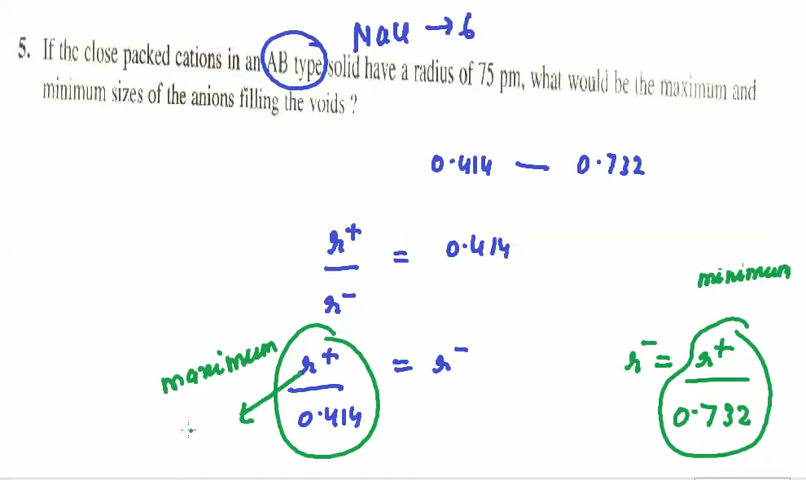 NaCl → 6
5. If the close packed cations in an AB type solid have a radius of 75 pm, what would be the maximum and
minimum sizes of the anions filling the voids ?
0.414 — 0.732
r+
/
r- = 0.414
minimum
maximum
r+
/
0.414 = r-
r- = r+
/
0.732